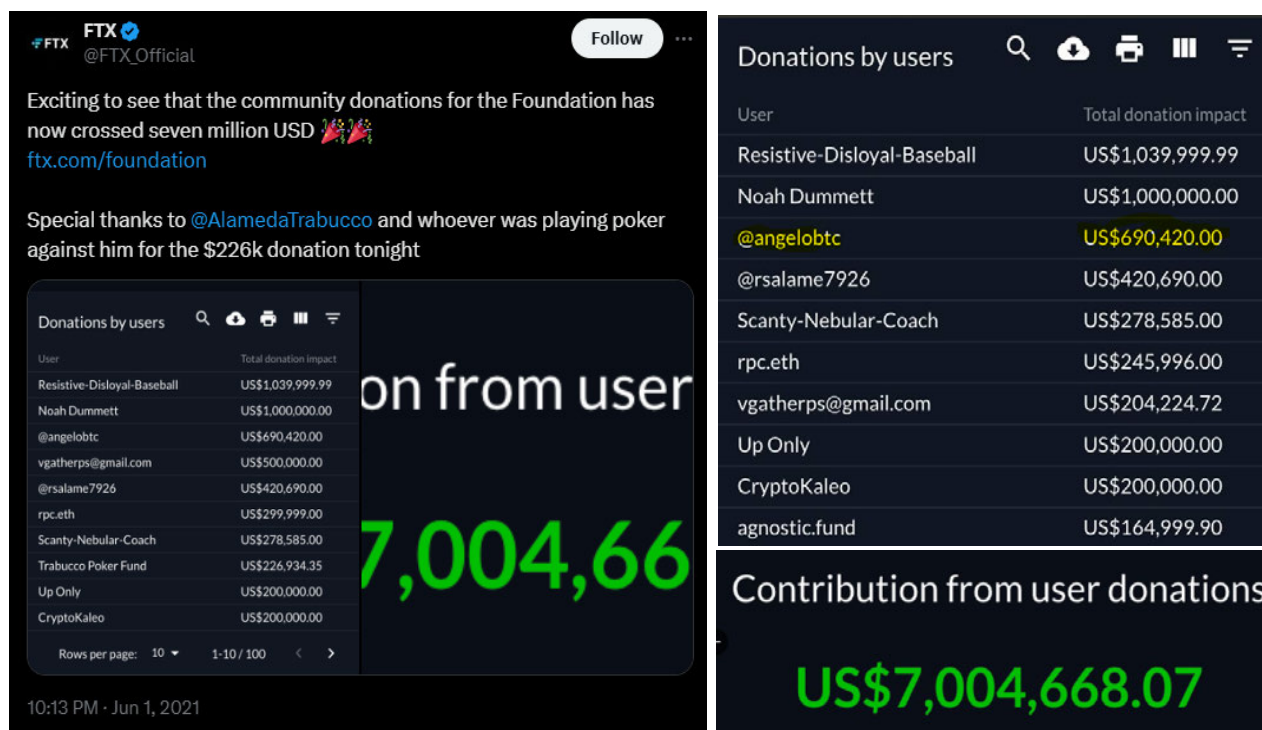 FTX
FTX
@FTX_Official
Follow
Exciting to see that the community donations for the Foundation has
now crossed seven million USD 🎉🎉
ftx.com/foundation
Special thanks to @AlamedaTrabucco and whoever was playing poker
against him for the $226k donation tonight
Donations by users
User Total donation impact
Resistive-Disloyal-Baseball US$1,039,999.99
Noah Dummett US$1,000,000.00
@angelobtc US$690,420.00
vgatherps@gmail.com US$500,000.00
@rsalame7926 US$420,690.00
rpc.eth US$299,999.00
Scanty-Nebular-Coach US$278,585.00
Trabucco Poker Fund US$226,934.35
Up Only US$200,000.00
CryptoKaleo US$200,000.00
Rows per page: 10 1-10 / 100
on from user
7,004,66
10:13 PM · Jun 1, 2021
Donations by users
User Total donation impact
Resistive-Disloyal-Baseball US$1,039,999.99
Noah Dummett US$1,000,000.00
@angelobtc US$690,420.00
@rsalame7926 US$420,690.00
Scanty-Nebular-Coach US$278,585.00
rpc.eth US$245,996.00
vgatherps@gmail.com US$204,224.72
Up Only US$200,000.00
CryptoKaleo US$200,000.00
agnostic.fund US$164,999.90
Contribution from user donations
US$7,004,668.07